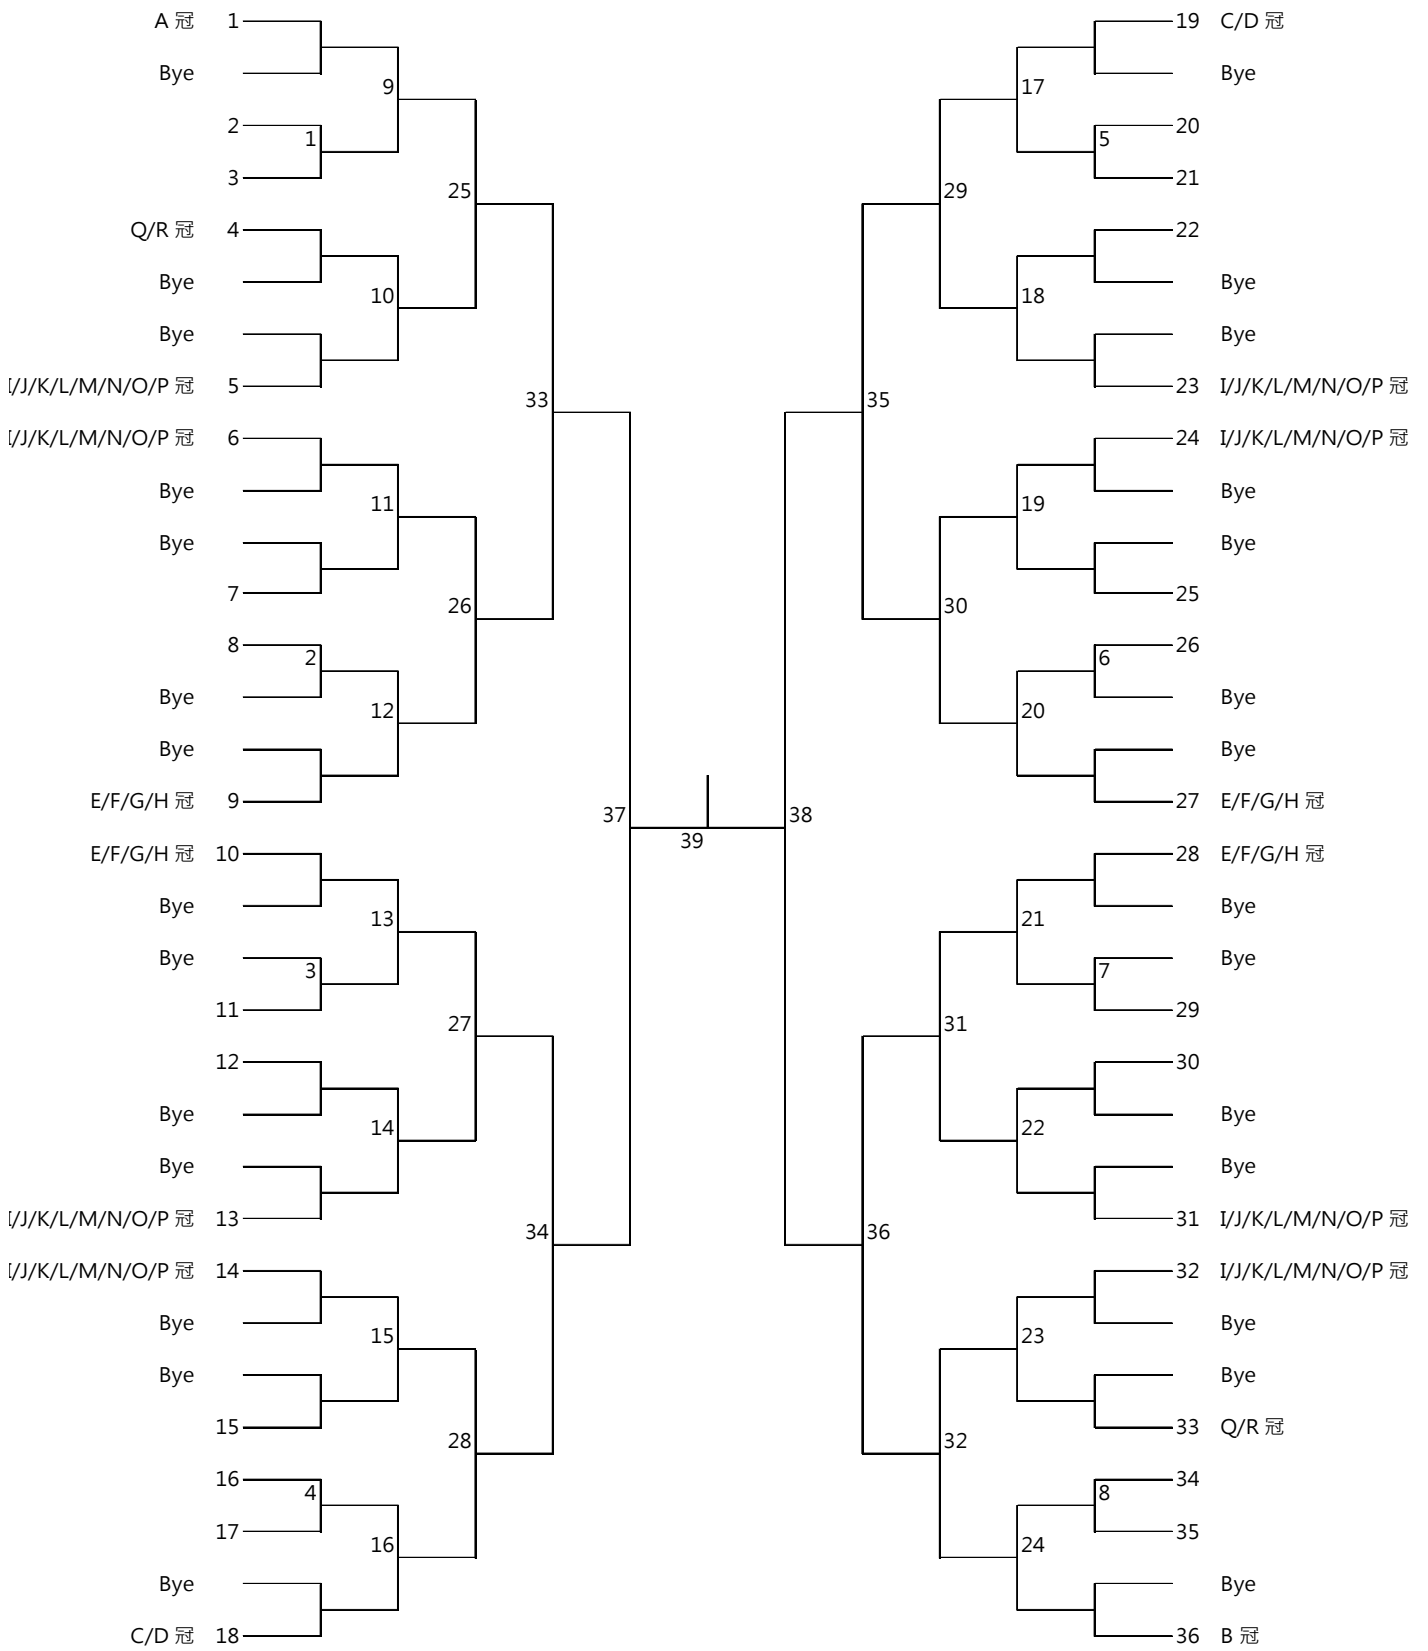 A 冠 1
Bye
9
2
1
3
25
Q/R 冠 4
Bye
10
Bye
I/J/K/L/M/N/O/P 冠 5
33
I/J/K/L/M/N/O/P 冠 6
Bye
11
Bye
7
26
8
2
Bye
12
Bye
E/F/G/H 冠 9
37
E/F/G/H 冠 10
Bye
13
Bye
3
11
27
12
Bye
14
Bye
I/J/K/L/M/N/O/P 冠 13
34
I/J/K/L/M/N/O/P 冠 14
Bye
15
Bye
15
28
16
4
17
16
Bye
C/D 冠 18
39
19 C/D 冠
Bye
17
20
5
21
29
22
Bye
18
Bye
23 I/J/K/L/M/N/O/P 冠
35
24 I/J/K/L/M/N/O/P 冠
Bye
19
Bye
25
30
26
6
Bye
20
Bye
27 E/F/G/H 冠
38
28 E/F/G/H 冠
Bye
21
Bye
7
29
31
30
Bye
22
Bye
31 I/J/K/L/M/N/O/P 冠
36
32 I/J/K/L/M/N/O/P 冠
Bye
23
Bye
33 Q/R 冠
32
34
8
35
24
Bye
36 B 冠